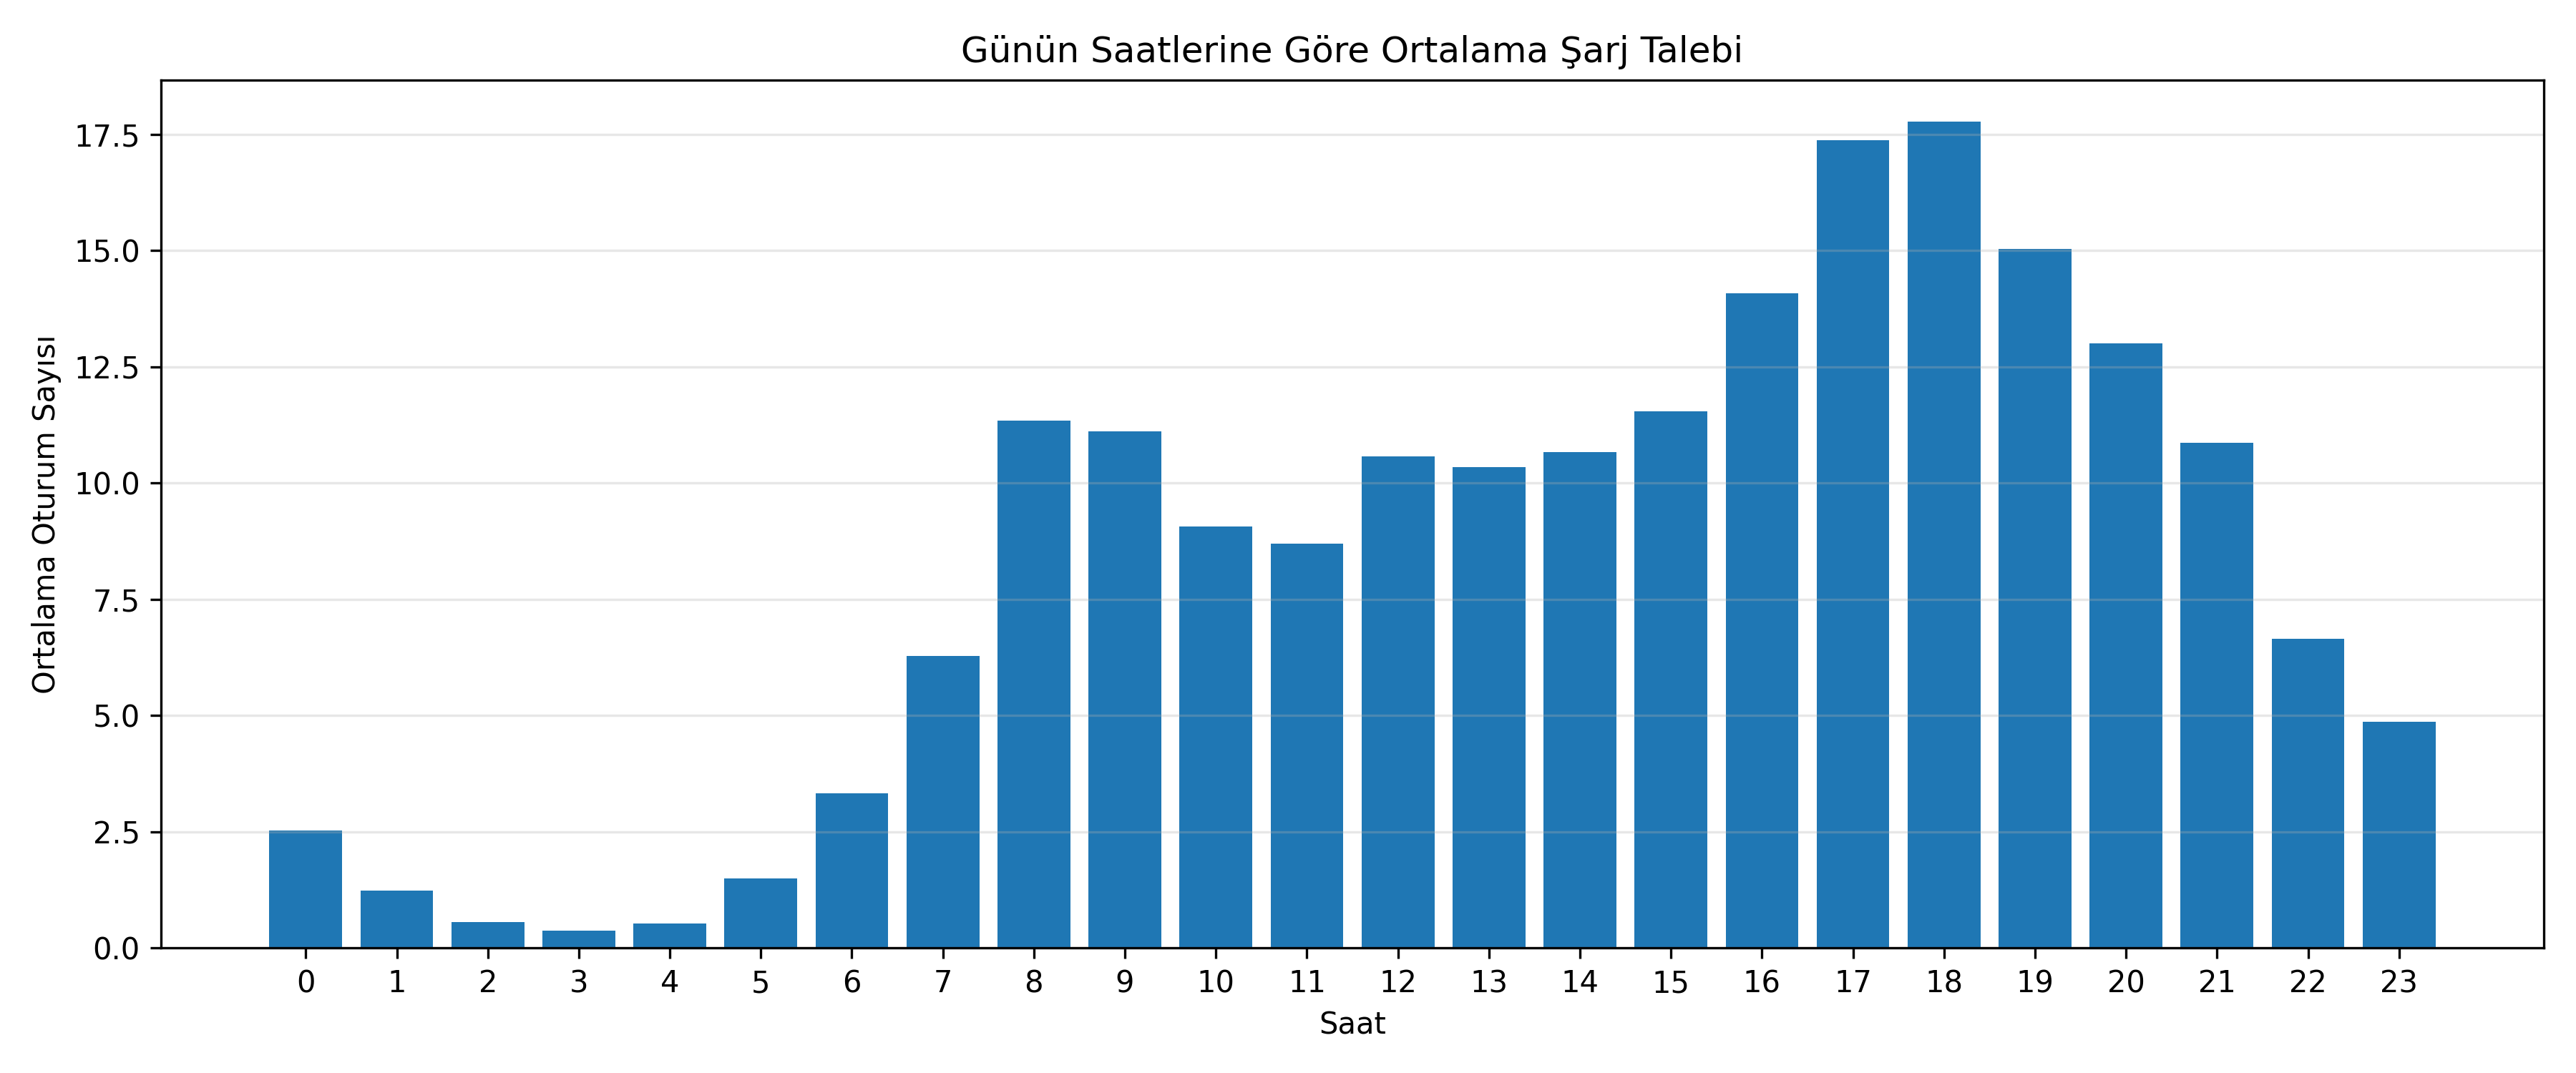 Günün Saatlerine Göre Ortalama Şarj Talebi
Ortalama Oturum Sayısı
17.5
15.0
12.5
10.0
7.5
5.0
2.5
0.0
0 1 2 3 4 5 6 7 8 9 10 11 12 13 14 15 16 17 18 19 20 21 22 23
Saat